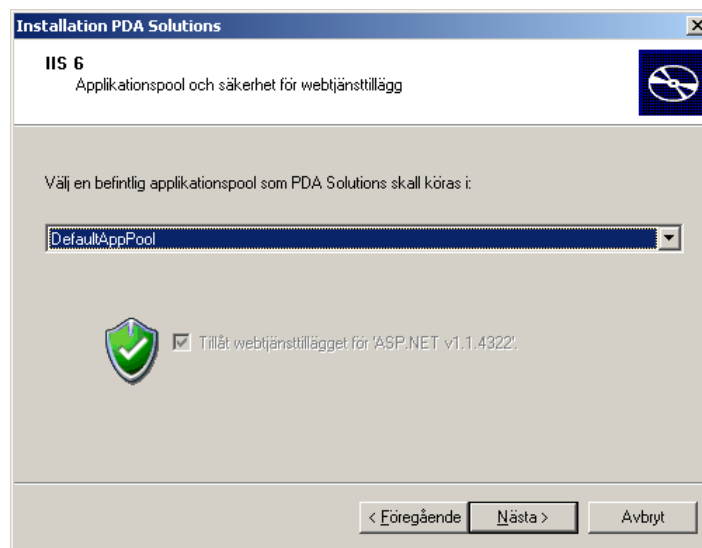 Installation PDA Solutions
IIS 6
Applikationspool och säkerhet för webtjänsttillägg
Välj en befintlig applikationspool som PDA Solutions skall köras i:
DefaultAppPool
Tillåt webtjänsttillägget för 'ASP.NET v1.1.4322'.
< Föregående
Nästa >
Avbryt